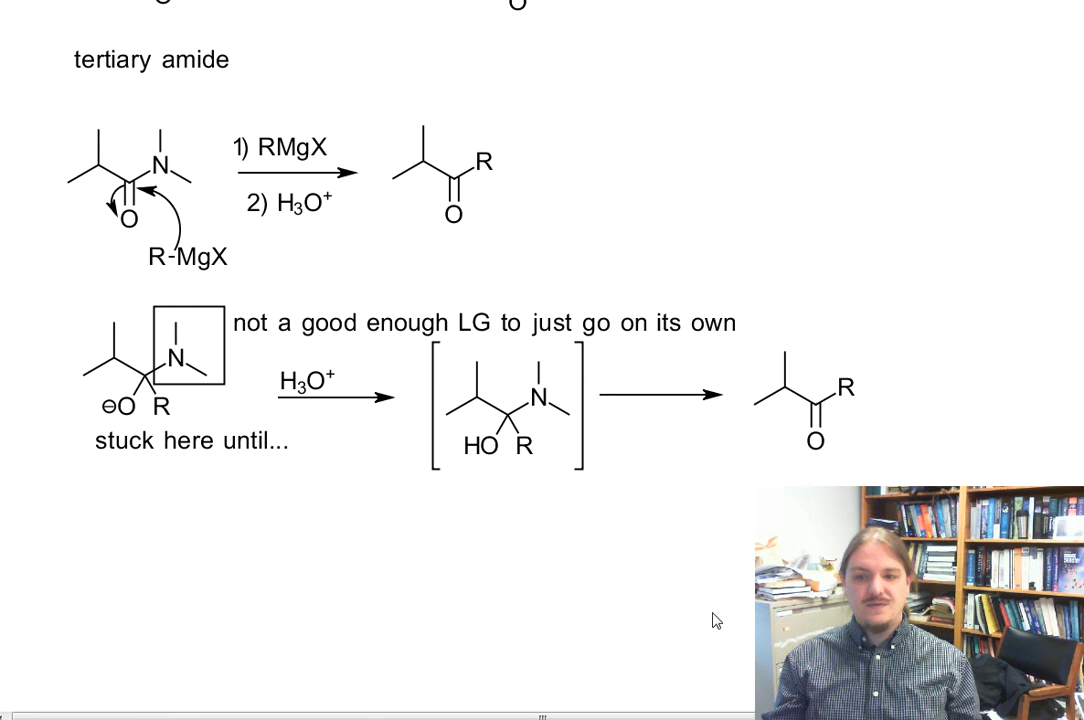 O
tertiary amide
N
1) RMgX
2) H3O+
R
O
O
R-MgX
not a good enough LG to just go on its own
N
H3O+
N
R
⊖O R
HO R
O
stuck here until...